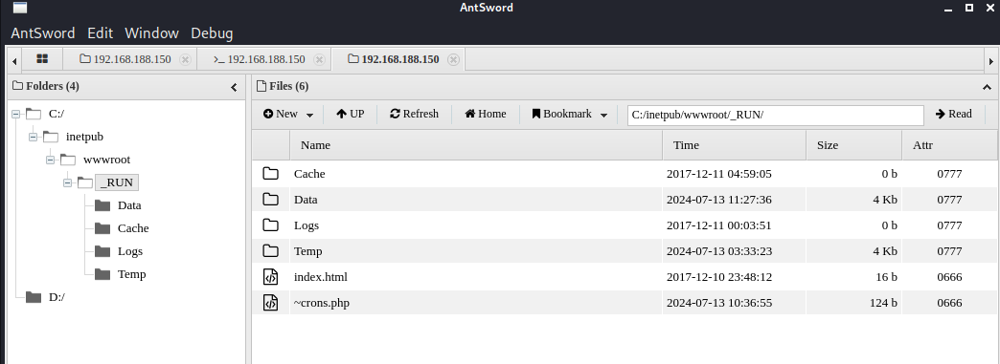 AntSword
AntSword Edit Window Debug
192.168.188.150 >_ 192.168.188.150 192.168.188.150
Folders (4)
C:/
inetpub
wwwroot
_RUN
Data
Cache
Logs
Temp
D:/
Files (6)
New UP Refresh Home Bookmark C:/inetpub/wwwroot/_RUN/ Read
Name Time Size Attr
Cache 2017-12-11 04:59:05 0 b 0777
Data 2024-07-13 11:27:36 4 Kb 0777
Logs 2017-12-11 00:03:51 0 b 0777
Temp 2024-07-13 03:33:23 4 Kb 0777
index.html 2017-12-10 23:48:12 16 b 0666
~crons.php 2024-07-13 10:36:55 124 b 0666